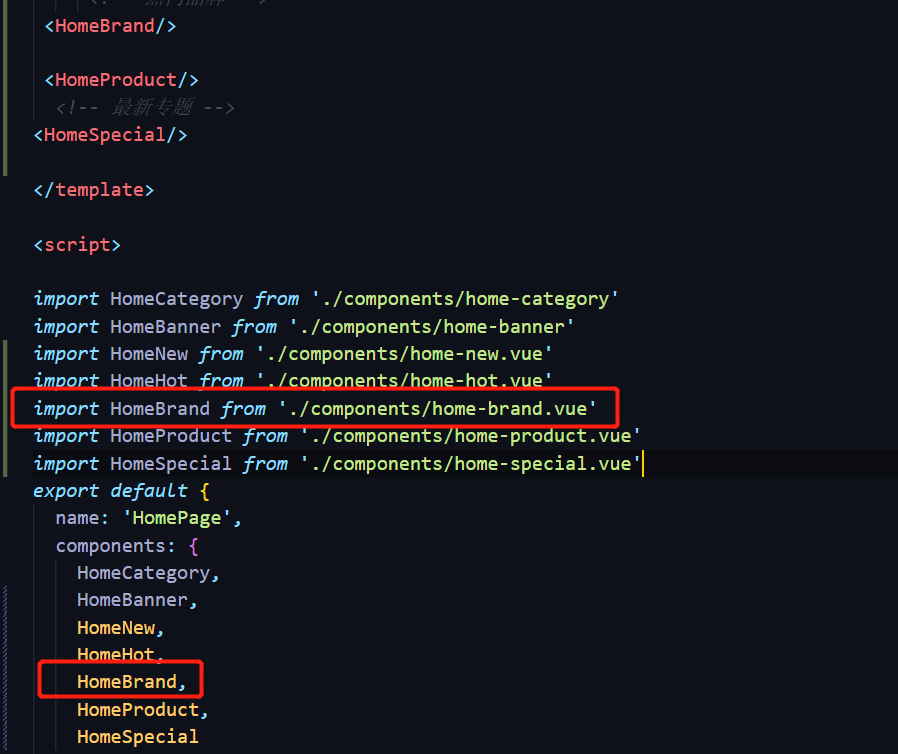 <HomeBrand/>
<HomeProduct/>
<!-- 最新专题 -->
<HomeSpecial/>
</template>
<script>
import HomeCategory from './components/home-category'
import HomeBanner from './components/home-banner'
import HomeNew from './components/home-new.vue'
import HomeHot from './components/home-hot.vue'
import HomeBrand from './components/home-brand.vue'
import HomeProduct from './components/home-product.vue'
import HomeSpecial from './components/home-special.vue'
export default {
name: 'HomePage',
components: {
HomeCategory,
HomeBanner,
HomeNew,
HomeHot,
HomeBrand,
HomeProduct,
HomeSpecial